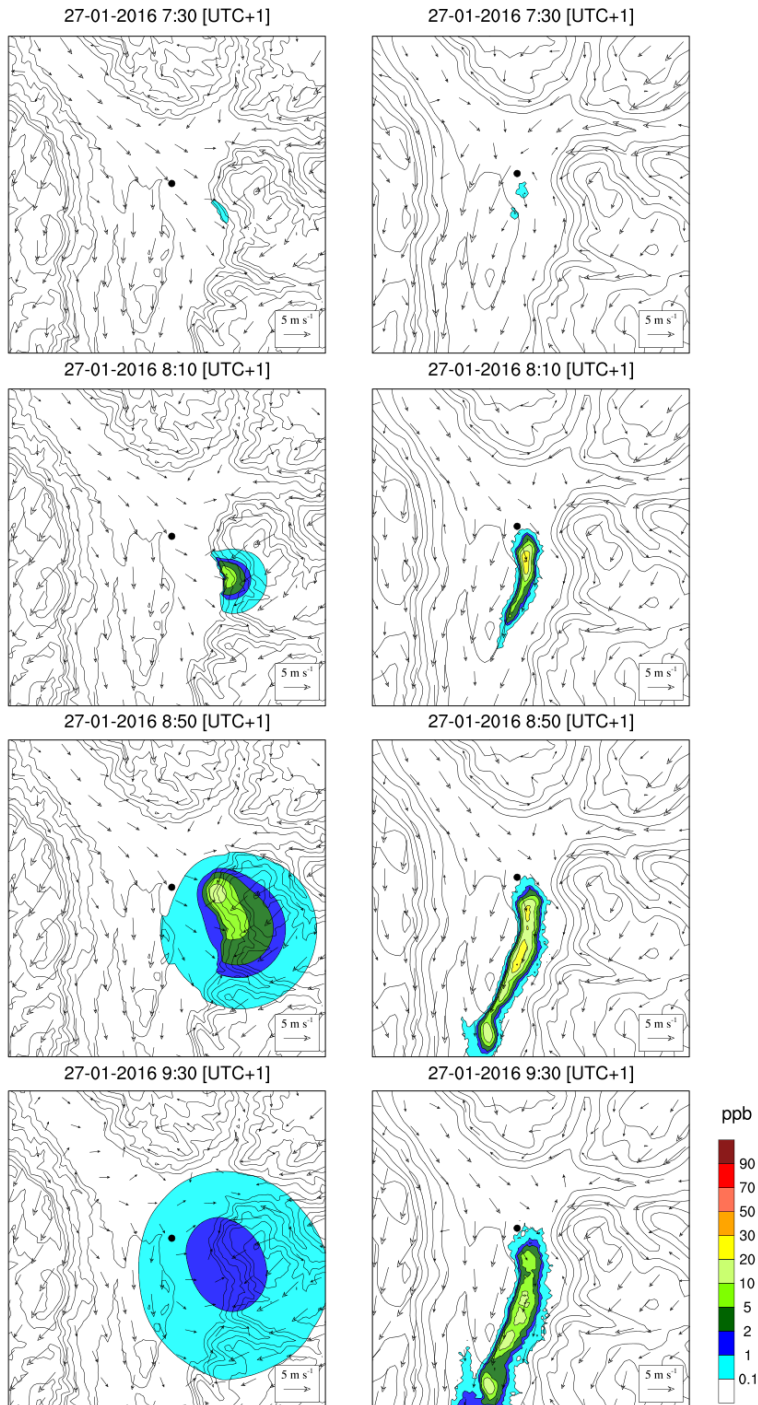 27-01-2016 7:30 [UTC+1]
27-01-2016 7:30 [UTC+1]
5 m s-1
5 m s-1
27-01-2016 8:10 [UTC+1]
27-01-2016 8:10 [UTC+1]
5 m s-1
5 m s-1
27-01-2016 8:50 [UTC+1]
27-01-2016 8:50 [UTC+1]
5 m s-1
5 m s-1
27-01-2016 9:30 [UTC+1]
27-01-2016 9:30 [UTC+1]
5 m s-1
5 m s-1
ppb
90
70
50
30
20
10
5
2
1
0.1